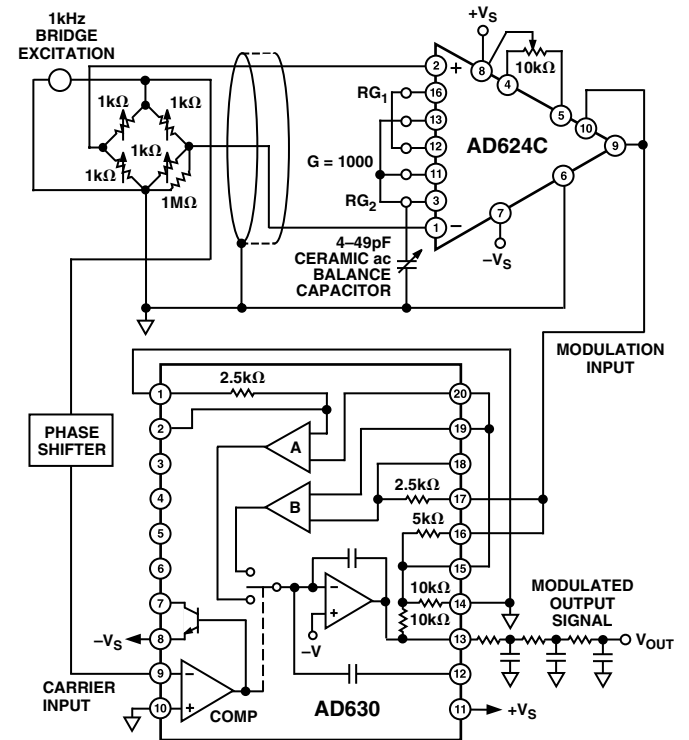 1kHz
BRIDGE
EXCITATION
1kΩ
1kΩ
1kΩ
1kΩ
1MΩ
RG1
G = 1000
RG2
2
+
16
13
12
11
3
1
–
+VS
8
4
10kΩ
5
10
9
6
7
–VS
AD624C
4–49pF
CERAMIC ac
BALANCE
CAPACITOR
MODULATION
INPUT
PHASE
SHIFTER
1
2.5kΩ
20
2
A
19
3
18
4
B
2.5kΩ
17
5
5kΩ
16
6
15
7
10kΩ
14
–VS
8
–
+
–V
10kΩ
13
MODULATED
OUTPUT
SIGNAL
VOUT
9
–
12
CARRIER
INPUT
10
+
COMP
AD630
11
+VS